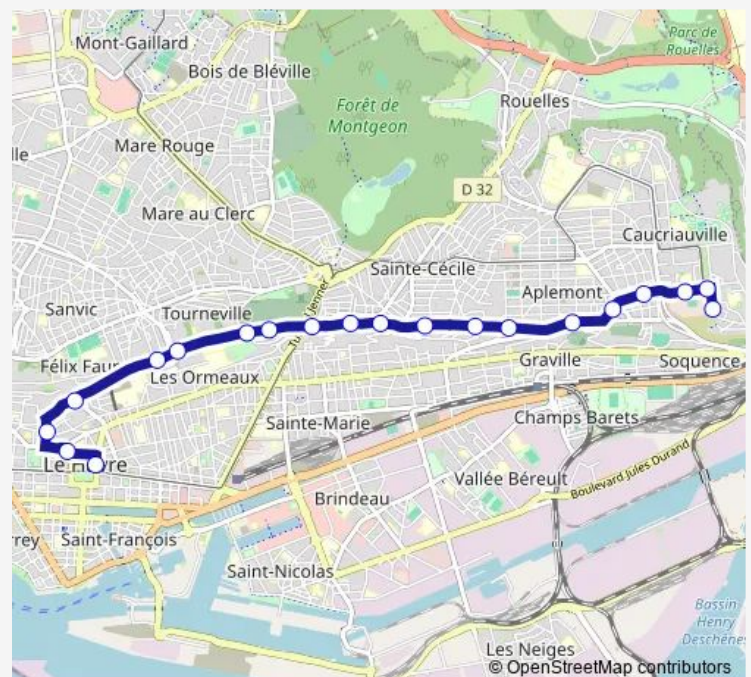 Mont-Gaillard
Parc de
Rouelles
Bois de Bléville
Forêt de
Montgeon
Rouelles
Mare Rouge
lle
D 32
Mare au Clerc
Caucriauville
Sainte-Cécile
Aplemont
Sanvic
Tourneville
Jenner
Félix Faur
Les Ormeaux
Graville
Soquence
Sainte-Marie
Champs Barets
Le Havre
Vallée Béreult
Boulevard Jules Durand
Brindeau
rrey
Saint-François
Saint-Nicolas
Bassin
Henry
Deschênes
Les Neiges
© OpenStreetMap contributors